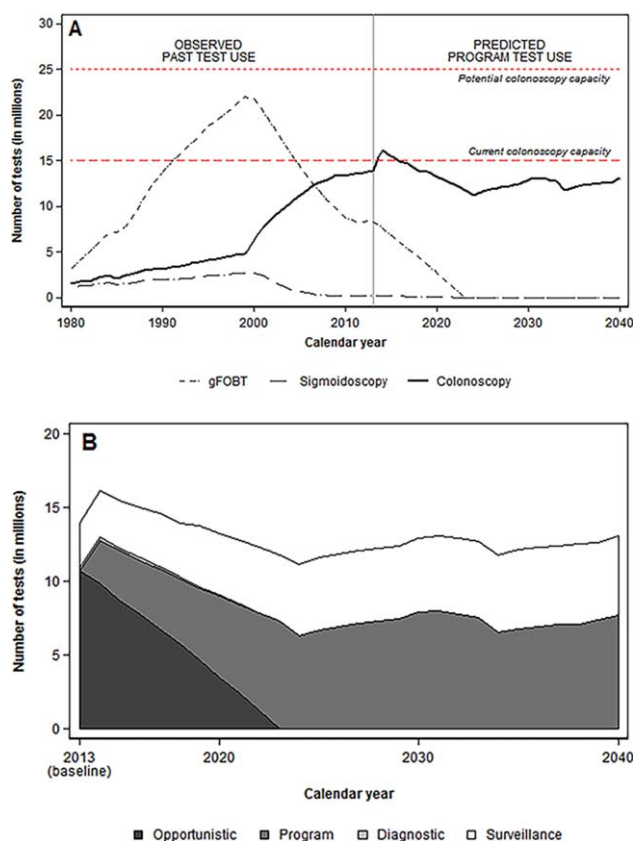 A
OBSERVED PAST TEST USE
PREDICTED PROGRAM TEST USE
Potential colonoscopy capacity
Current colonoscopy capacity
Number of tests (in millions)
30
25
20
15
10
5
0
1980 1990 2000 2010 2020 2030 2040
Calendar year
gFOBT Sigmoidoscopy Colonoscopy
B
Number of tests (in millions)
20
15
10
5
0
2013 2020 2030 2040
(baseline)
Calendar year
Opportunistic Program Diagnostic Surveillance